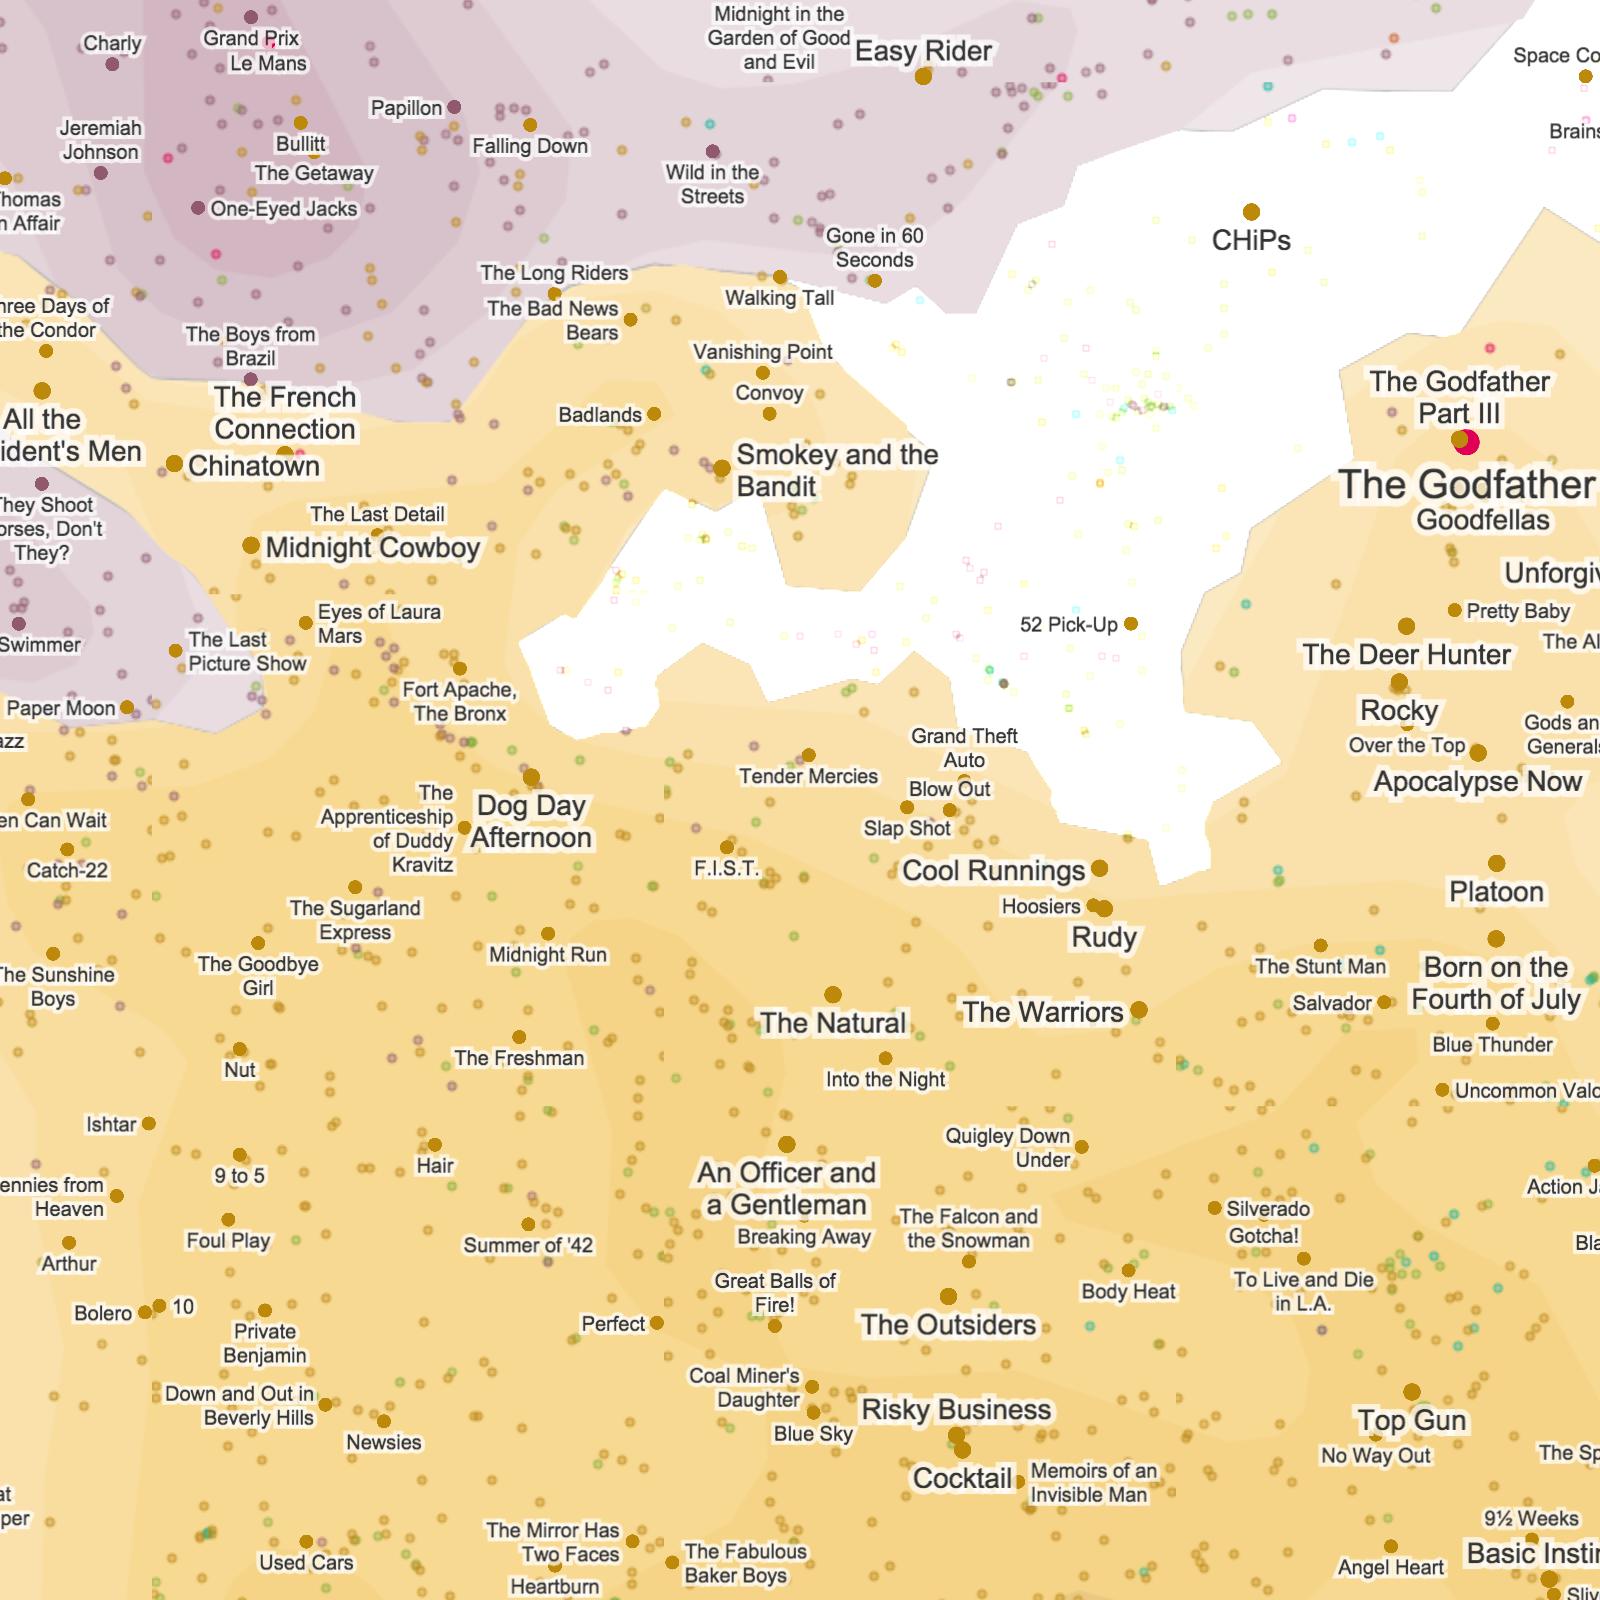 Grand Prix
Le Mans
Charly
Midnight in the
Garden of Good
and Evil
Easy Rider
Space Co
Papillon
Falling Down
Jeremiah
Johnson
Bullitt
The Getaway
Wild in the
Streets
Brains
homas
n Affair
One-Eyed Jacks
CHiPs
Gone in 60
Seconds
The Long Riders
Walking Tall
The Bad News
Bears
hree Days of
the Condor
The Boys from
Brazil
Vanishing Point
Convoy
The Godfather
Part III
The French
Connection
All the
ident's Men
Chinatown
Badlands
Smokey and the
Bandit
The Godfather
Goodfellas
They Shoot
orses, Don't
They?
The Last Detail
Midnight Cowboy
Unforgiv
Pretty Baby
Eyes of Laura
Mars
52 Pick-Up
Swimmer
The Last
Picture Show
The Deer Hunter
The Al
Fort Apache,
The Bronx
Paper Moon
Rocky
Gods an
Generals
azz
Grand Theft
Auto
Over the Top
Tender Mercies
Apocalypse Now
Blow Out
en Can Wait
The
Apprenticeship
of Duddy
Kravitz
Dog Day
Afternoon
Slap Shot
Catch-22
F.I.S.T.
Cool Runnings
Platoon
Hoosiers
Rudy
The Sugarland
Express
Midnight Run
The Goodbye
Girl
The Sunshine
Boys
The Stunt Man
Born on the
Fourth of July
Salvador
The Natural
The Warriors
Blue Thunder
Nut
The Freshman
Into the Night
Uncommon Valo
Ishtar
Quigley Down
Under
9 to 5
Hair
An Officer and
a Gentleman
ennies from
Heaven
Action Ja
Silverado
Gotcha!
The Falcon and
the Snowman
Breaking Away
Foul Play
Summer of '42
Bla
Arthur
Great Balls of
Fire!
Body Heat
To Live and Die
in L.A.
Bolero
10
Private
Benjamin
Perfect
The Outsiders
Coal Miner's
Daughter
Down and Out in
Beverly Hills
Newsies
Blue Sky
Risky Business
Top Gun
No Way Out
The Sp
Cocktail
Memoirs of an
Invisible Man
at
per
9½ Weeks
The Mirror Has
Two Faces
Used Cars
The Fabulous
Baker Boys
Heartburn
Angel Heart
Basic Instin
Sliv